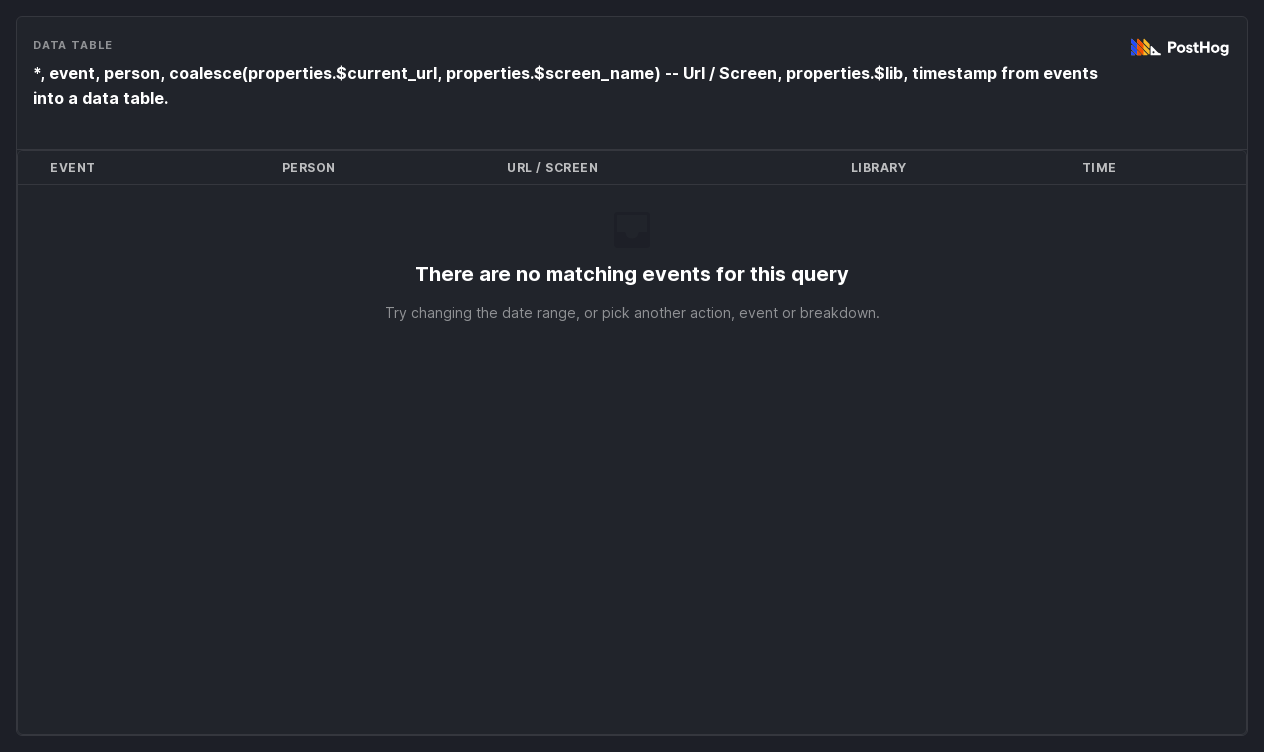 DATA TABLE
PostHog
*, event, person, coalesce(properties.$current_url, properties.$screen_name) -- Url / Screen, properties.$lib, timestamp from events
into a data table.
EVENT PERSON URL / SCREEN LIBRARY TIME
There are no matching events for this query
Try changing the date range, or pick another action, event or breakdown.